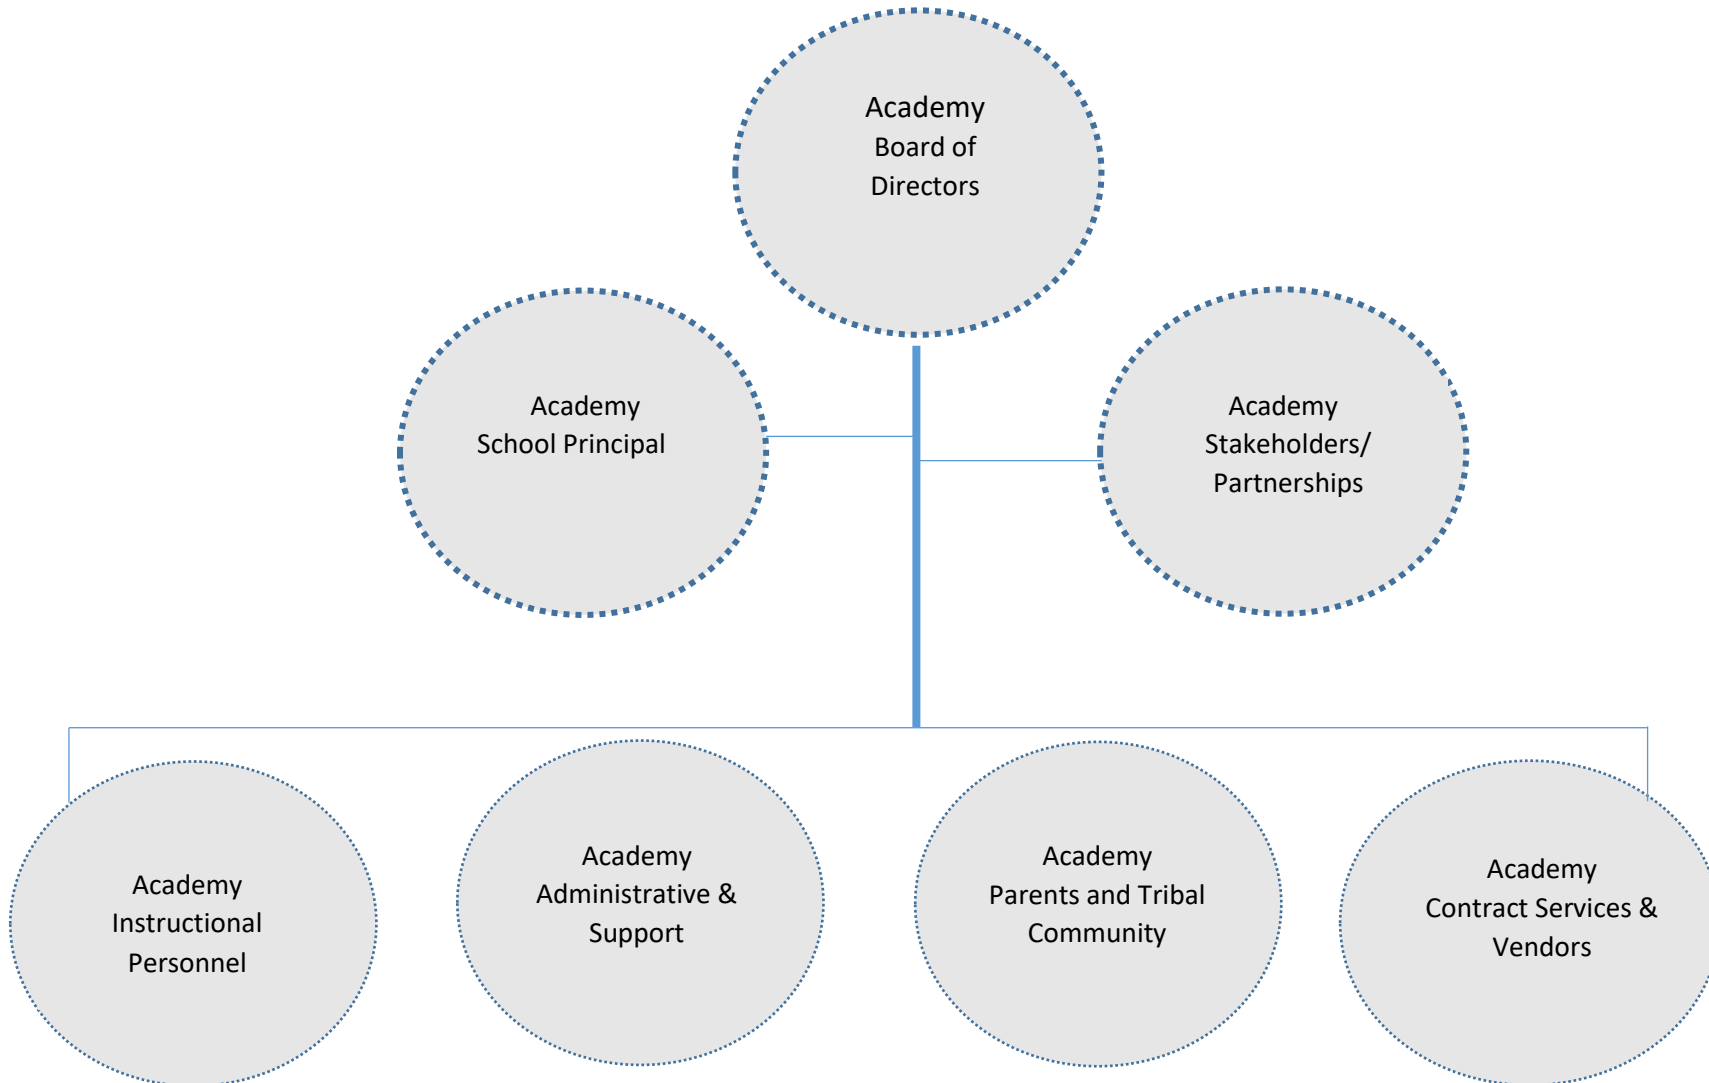 Academy
Board of
Directors
Academy
School Principal
Academy
Stakeholders/
Partnerships
Academy
Instructional
Personnel
Academy
Administrative &
Support
Academy
Parents and Tribal
Community
Academy
Contract Services &
Vendors